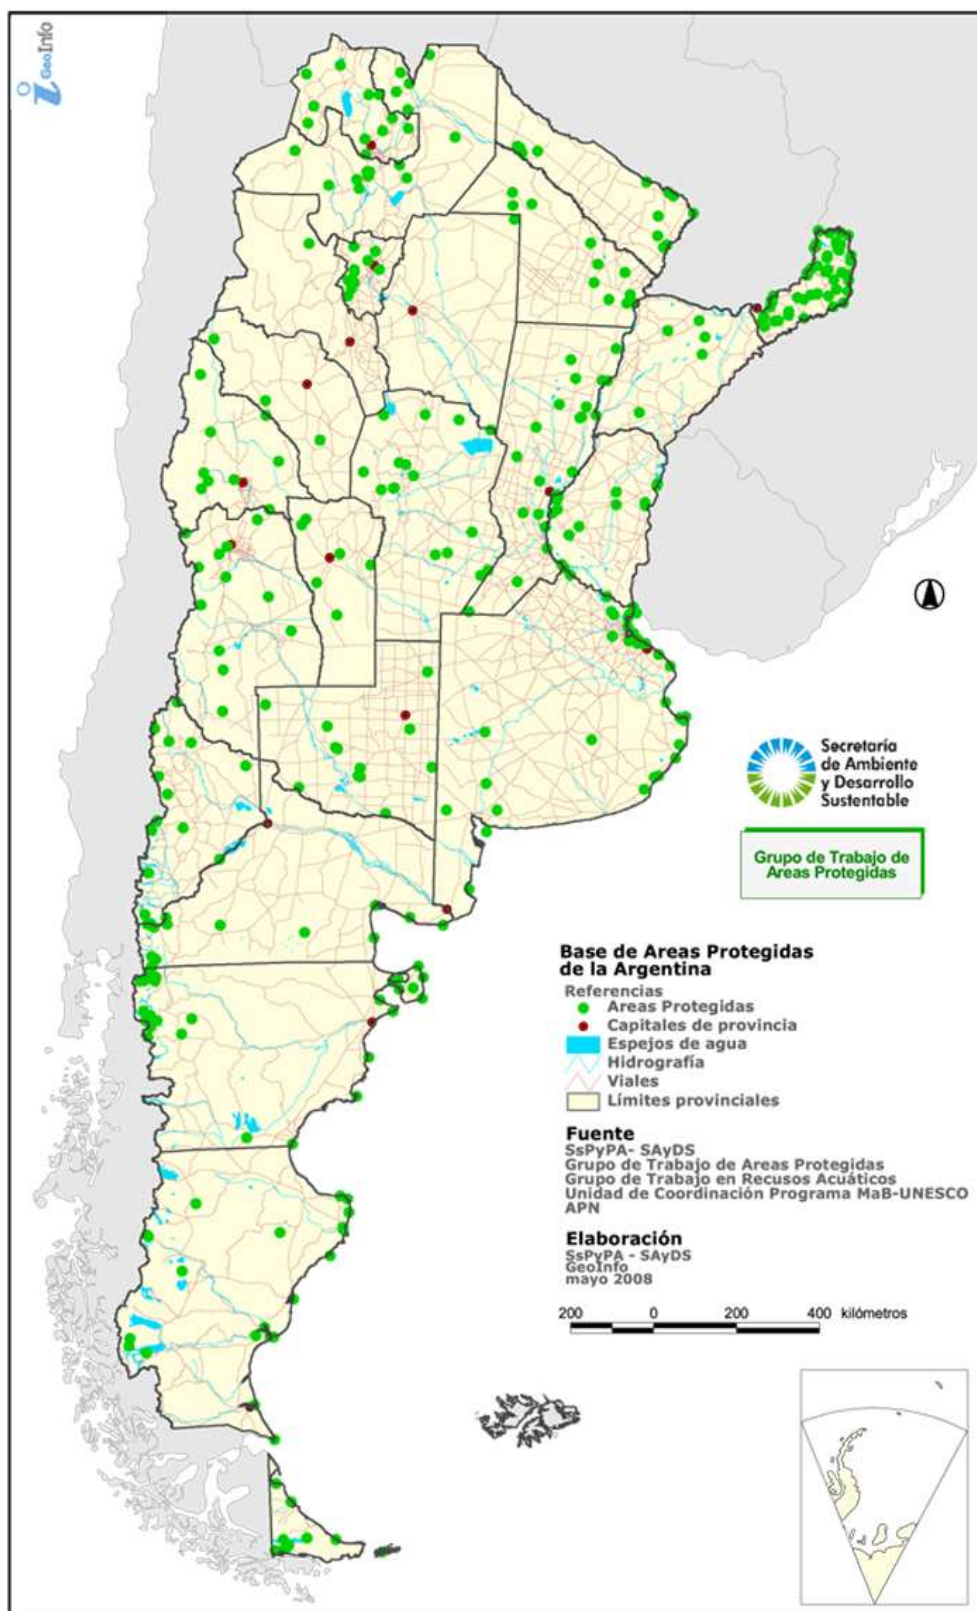 GeoInfo
Secretaría
de Ambiente
y Desarrollo
Sustentable
Grupo de Trabajo de
Areas Protegidas
Base de Areas Protegidas
de la Argentina
Referencias
Areas Protegidas
Capitales de provincia
Espejos de agua
Hidrografía
Viales
Límites provinciales
Fuente
SsPyPA- SAyDS
Grupo de Trabajo de Areas Protegidas
Grupo de Trabajo en Recusos Acuáticos
Unidad de Coordinación Programa MaB-UNESCO
APN
Elaboración
SsPyPA - SAyDS
GeoInfo
mayo 2008
200 0 200 400 kilómetros